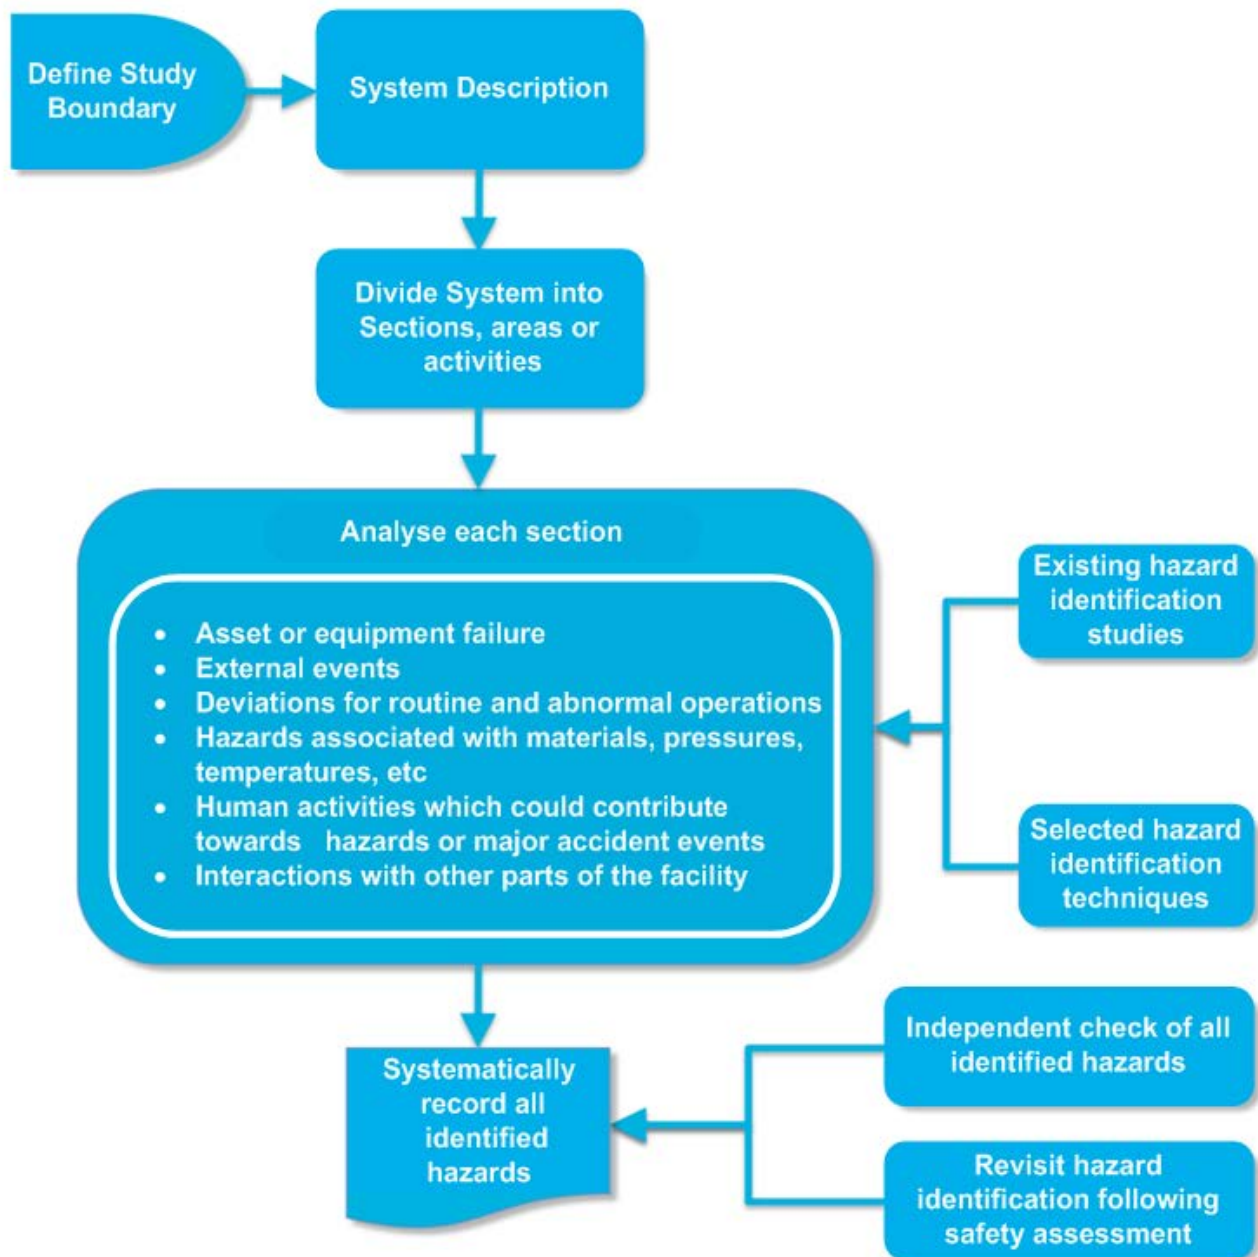 Define Study
Boundary
System Description
Divide System into
Sections, areas or
activities
Analyse each section
• Asset or equipment failure
• External events
• Deviations for routine and abnormal operations
• Hazards associated with materials, pressures,
temperatures, etc
• Human activities which could contribute
towards hazards or major accident events
• Interactions with other parts of the facility
Existing hazard
identification
studies
Selected hazard
identification
techniques
Systematically
record all
identified
hazards
Independent check of all
identified hazards
Revisit hazard
identification following
safety assessment